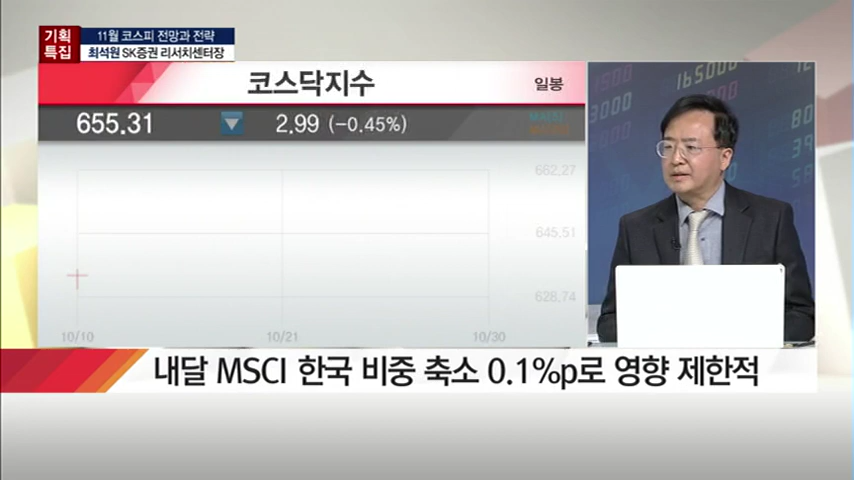 기획
특집
11월 코스피 전망과 전략
최석원 SK증권 리서치센터장
코스닥지수
일봉
655.31 ▼ 2.99 (-0.45%)
662.27
645.51
628.74
10/10 10/21 10/30
내달 MSCI 한국 비중 축소 0.1%p로 영향 제한적